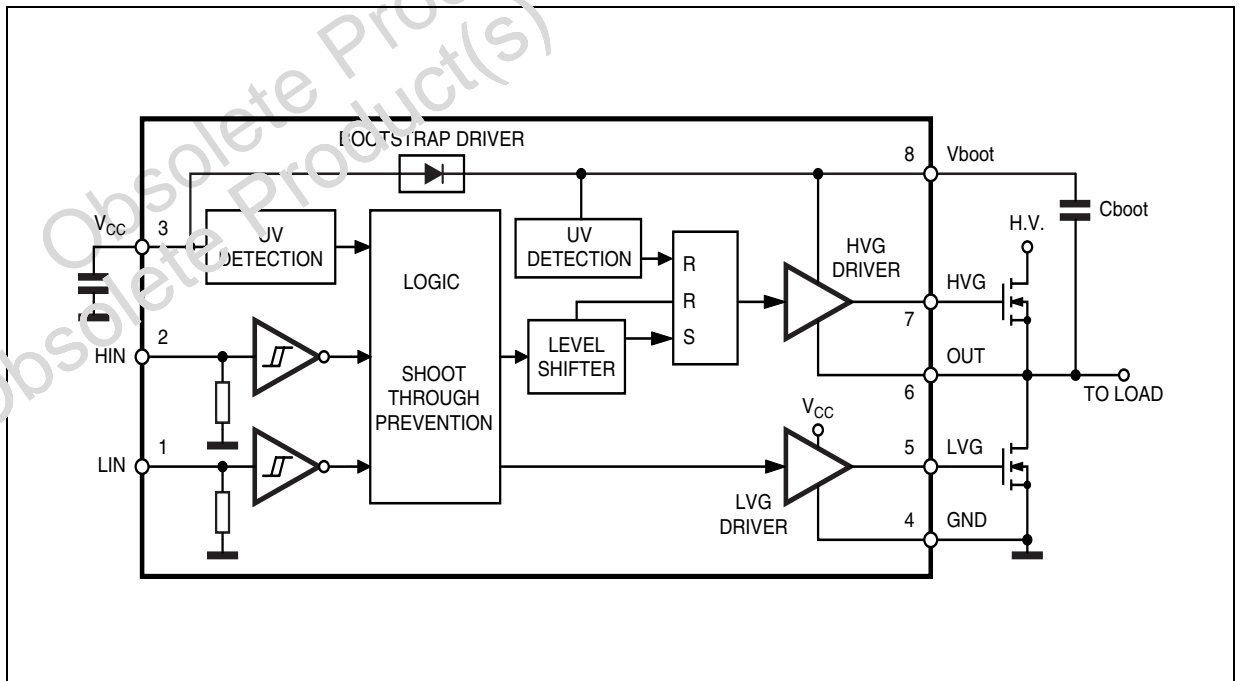 Obsolete Product(s)
Obsolete Product(s)
BOOTSTRAP DRIVER
8 Vboot
Cboot
H.V.
VCC 3
UV
DETECTION
UV
DETECTION
LOGIC
SHOOT
THROUGH
PREVENTION
R
R
S
LEVEL
SHIFTER
HVG
DRIVER
HVG
7
2
HIN
OUT
6
TO LOAD
VCC
1
LIN
5 LVG
LVG
DRIVER
4 GND